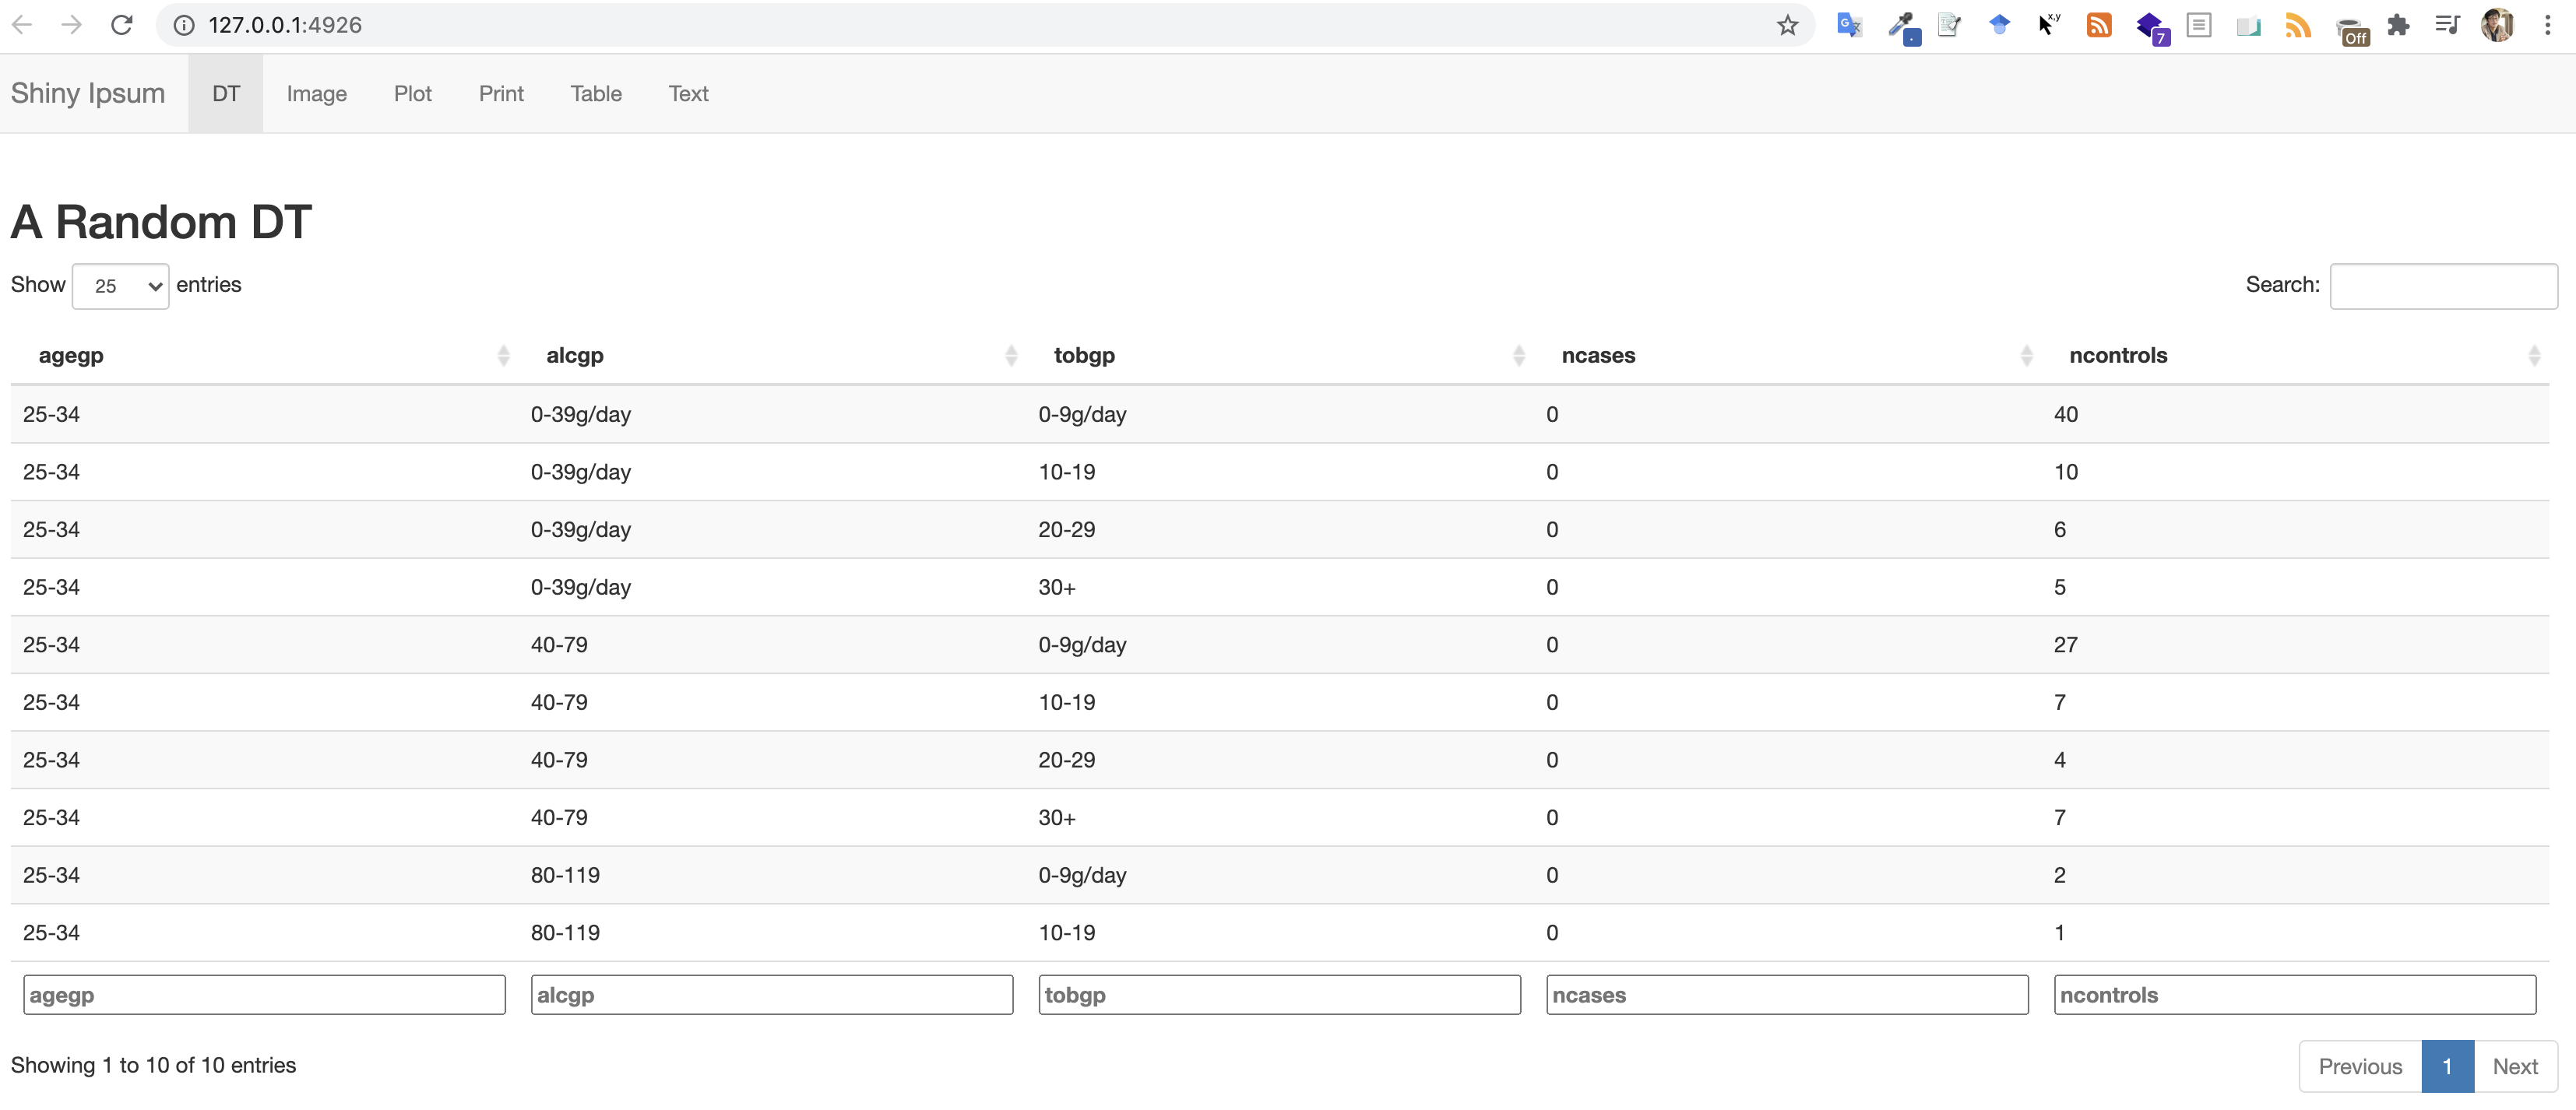 127.0.0.1:4926
x,y
7
Off
Shiny Ipsum DT Image Plot Print Table Text
A Random DT
Show 25 entries Search:
agegp alcgp tobgp ncases ncontrols
25-34 0-39g/day 0-9g/day 0 40
25-34 0-39g/day 10-19 0 10
25-34 0-39g/day 20-29 0 6
25-34 0-39g/day 30+ 0 5
25-34 40-79 0-9g/day 0 27
25-34 40-79 10-19 0 7
25-34 40-79 20-29 0 4
25-34 40-79 30+ 0 7
25-34 80-119 0-9g/day 0 2
25-34 80-119 10-19 0 1
agegp alcgp tobgp ncases ncontrols
Showing 1 to 10 of 10 entries Previous 1 Next